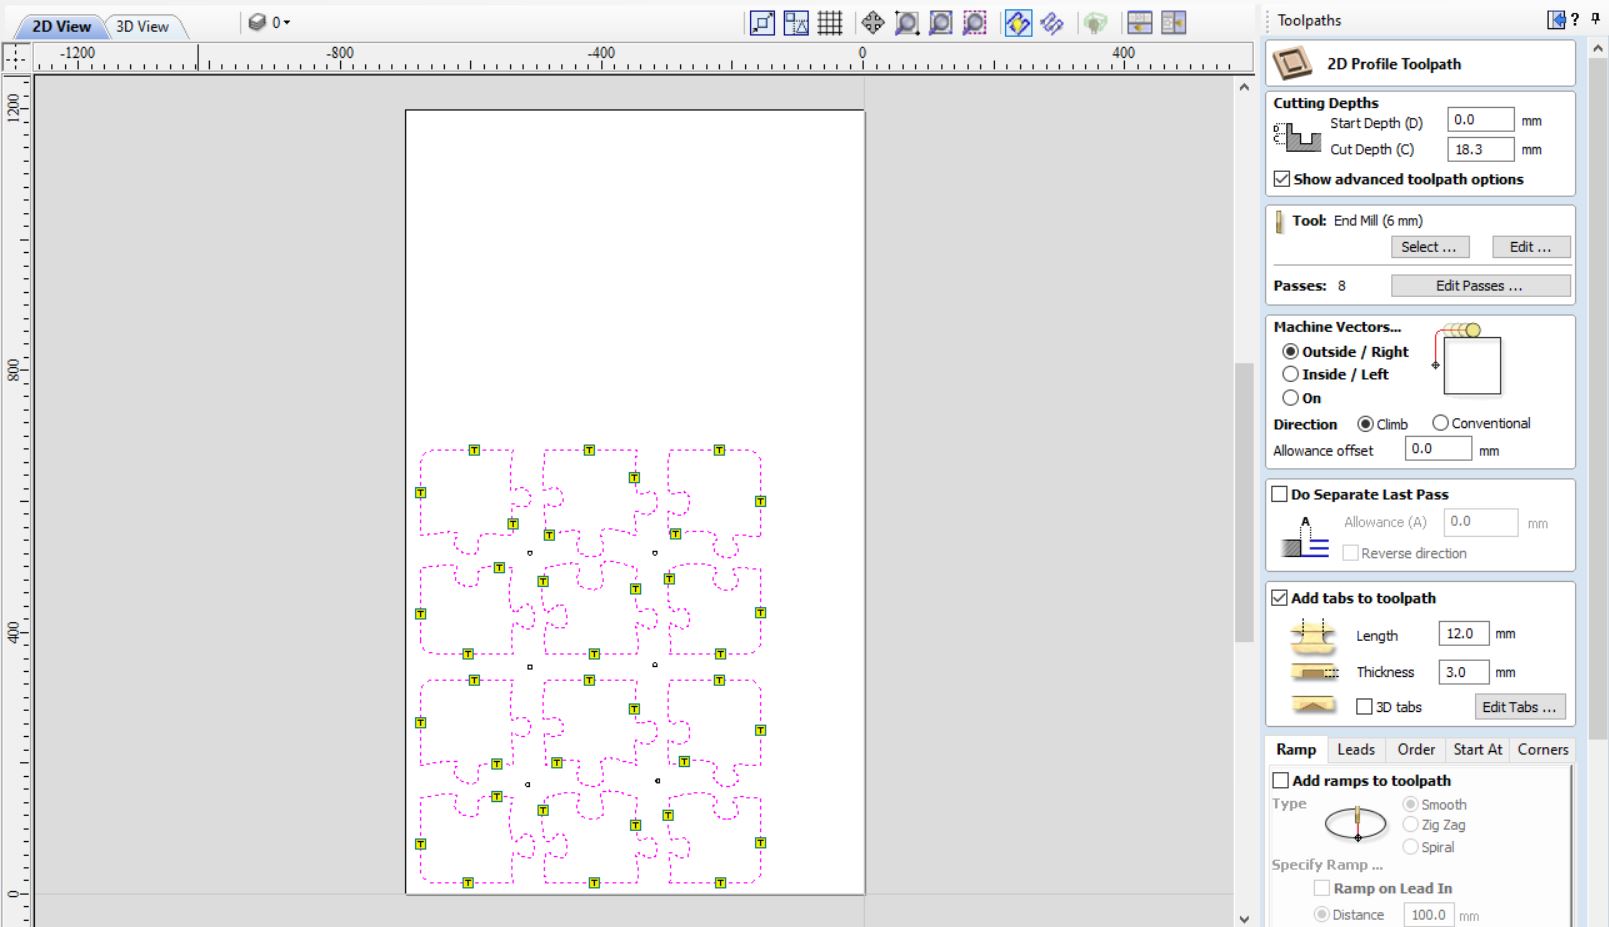 2D View 3D View 0 Toolpaths ?
-1200 -800 -400 0 400
1200
800
400
0
T T T
T T T
T T T T
T T T T T
T T T
T T T
T T T
T T T
T T T
T T T T
T T
T T T
2D Profile Toolpath
Cutting Depths
Start Depth (D) 0.0 mm
Cut Depth (C) 18.3 mm
D
C
Show advanced toolpath options
Tool: End Mill (6 mm)
Select ... Edit ...
Passes: 8 Edit Passes ...
Machine Vectors...
Outside / Right
Inside / Left
On
Direction Climb Conventional
Allowance offset 0.0 mm
Do Separate Last Pass
A Allowance (A) 0.0 mm
Reverse direction
Add tabs to toolpath
Length 12.0 mm
Thickness 3.0 mm
3D tabs Edit Tabs ...
Ramp Leads Order Start At Corners
Add ramps to toolpath
Type Smooth
Zig Zag
Spiral
Specify Ramp ...
Ramp on Lead In
Distance 100.0 mm